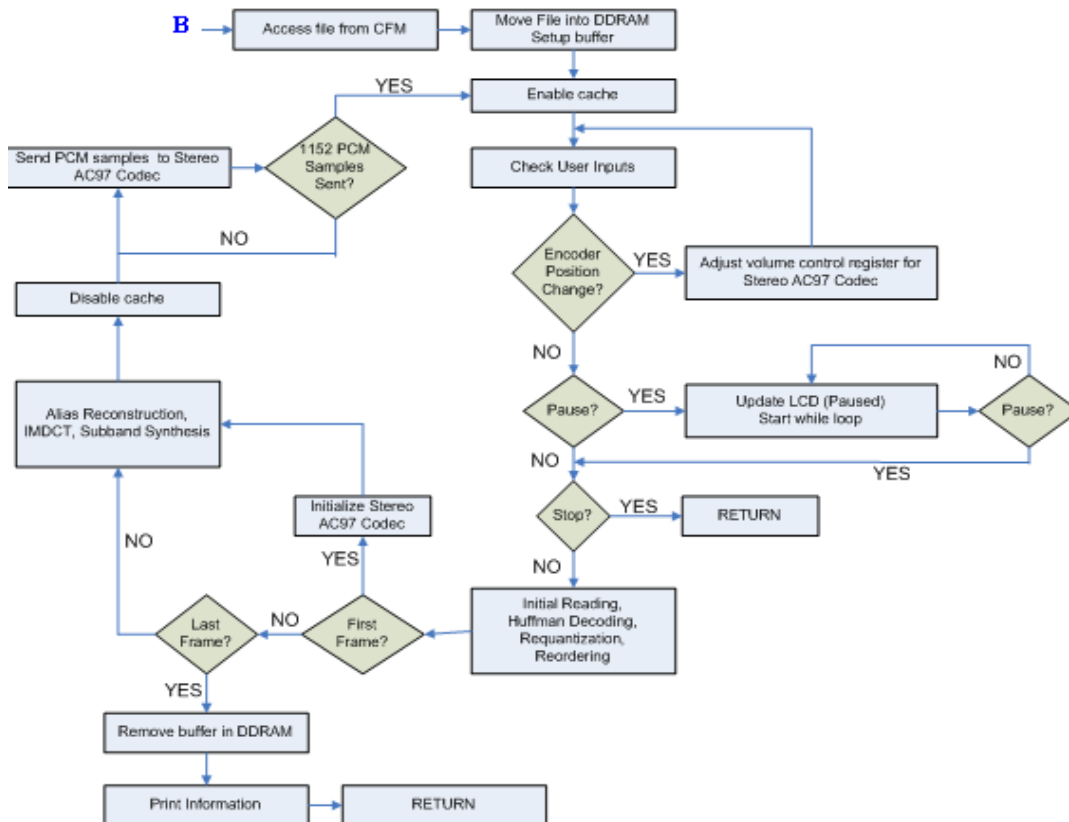 B
Access file from CFM
Move File into DDRAM
Setup buffer
YES
Enable cache
1152 PCM
Samples
Sent?
Send PCM samples to Stereo
AC97 Codec
Check User Inputs
NO
Encoder
Position
Change?
YES
Adjust volume control register for
Stereo AC97 Codec
Disable cache
NO
NO
Alias Reconstruction,
IMDCT, Subband Synthesis
Pause?
YES
Update LCD (Paused)
Start while loop
Pause?
NO
YES
Initialize Stereo
AC97 Codec
Stop?
YES
RETURN
NO
YES
NO
Initial Reading,
Huffman Decoding,
Requantization,
Reordering
Last
Frame?
NO
First
Frame?
YES
Remove buffer in DDRAM
Print Information
RETURN